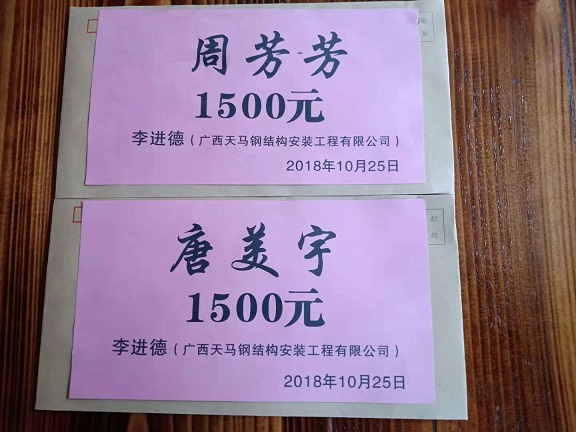 周芳芳
1500元
李进德（广西天马钢结构安装工程有限公司）
2018年10月25日
唐美宇
1500元
李进德（广西天马钢结构安装工程有限公司）
2018年10月25日